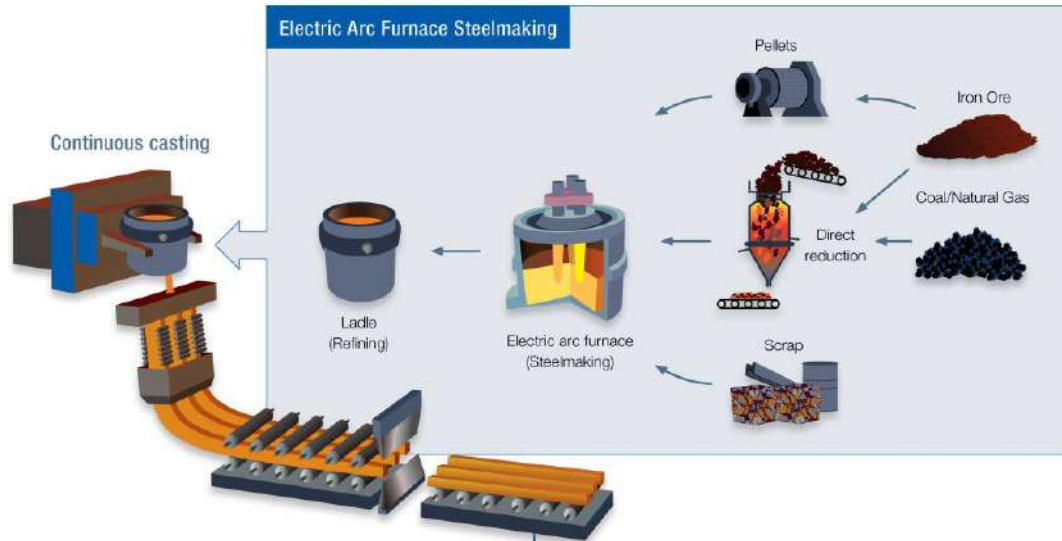 Electric Arc Furnace Steelmaking
Pellets
Iron Ore
Continuous casting
Coal/Natural Gas
Direct
reduction
Ladle
(Refining)
Electric arc furnace
(Steelmaking)
Scrap